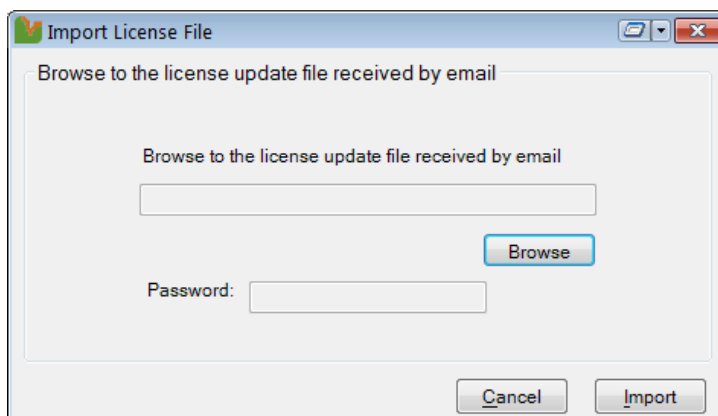 Import License File
Browse to the license update file received by email
Browse to the license update file received by email
Browse
Password:
Cancel
Import